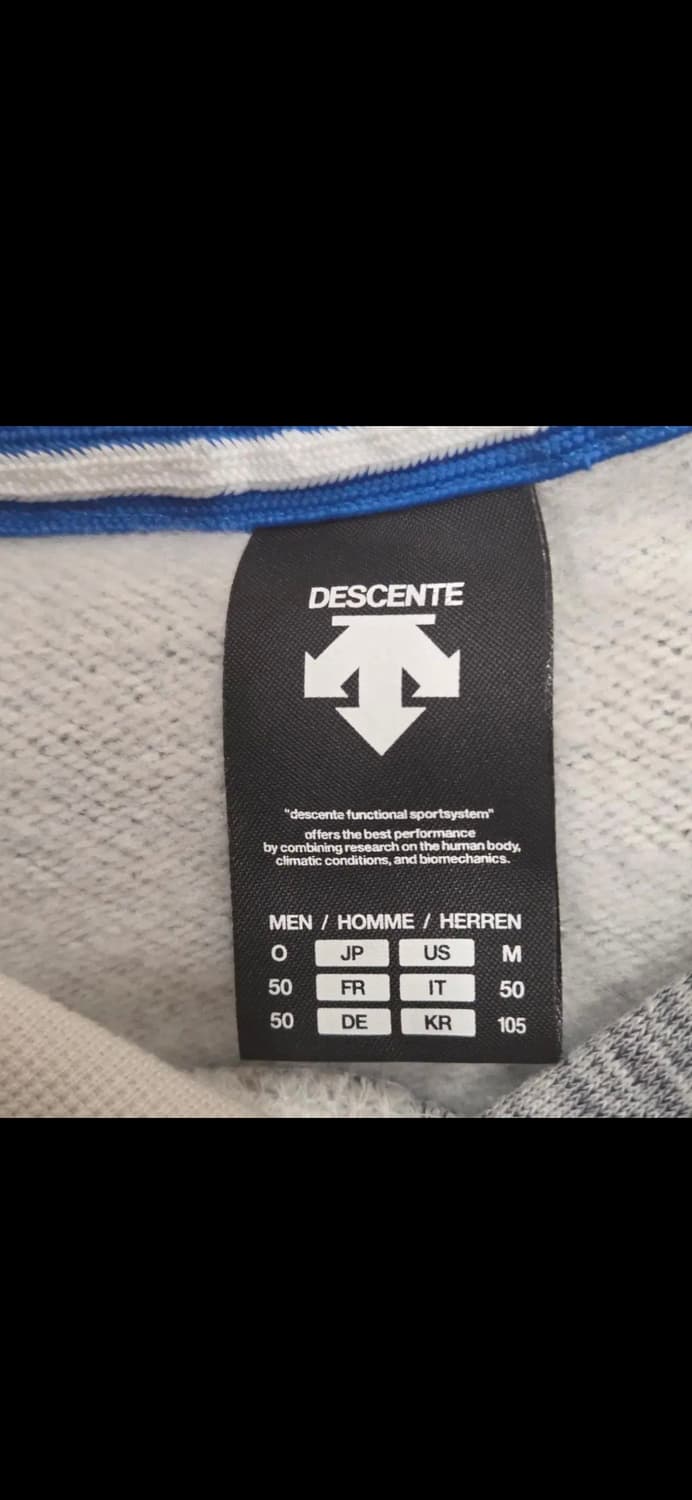 DESCENTE
"descente functional sportsystem"
offers the best performance
by combining research on the human body,
climatic conditions, and biomechanics.
MEN / HOMME / HERREN
O JP US M
50 FR IT 50
50 DE KR 105